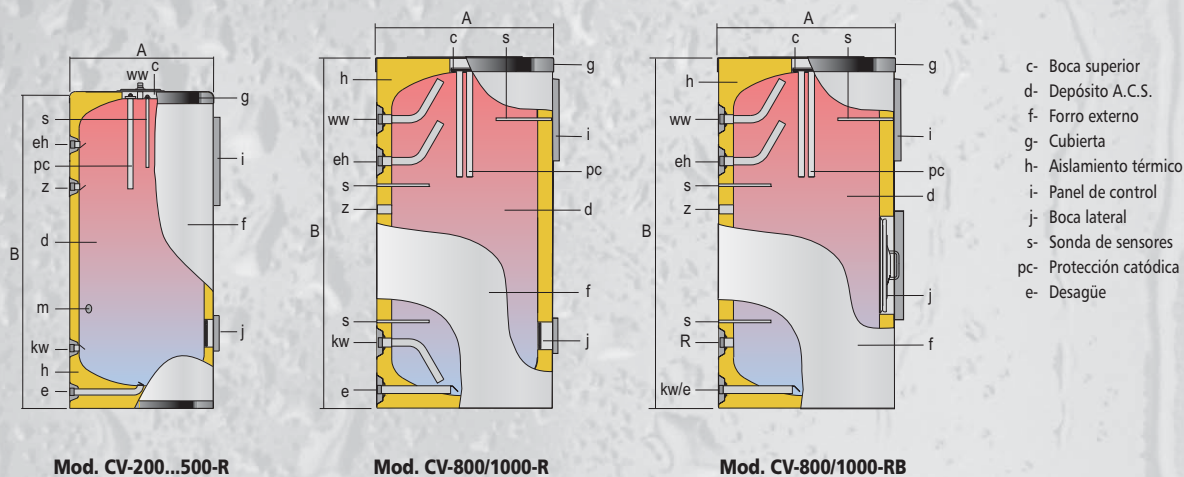 A
ww
c
g
s
eh
pc
i
z
f
d
B
m
j
kw
h
e
Mod. CV-200...500-R
A
c
s
h
g
ww
i
eh
pc
s
z
d
B
f
s
kw
j
e
Mod. CV-800/1000-R
A
c
s
h
g
ww
i
eh
pc
s
d
z
B
j
s
R
f
kw/e
Mod. CV-800/1000-RB
c- Boca superior
d- Depósito A.C.S.
f- Forro externo
g- Cubierta
h- Aislamiento térmico
i- Panel de control
j- Boca lateral
s- Sonda de sensores
pc- Protección catódica
e- Desagüe